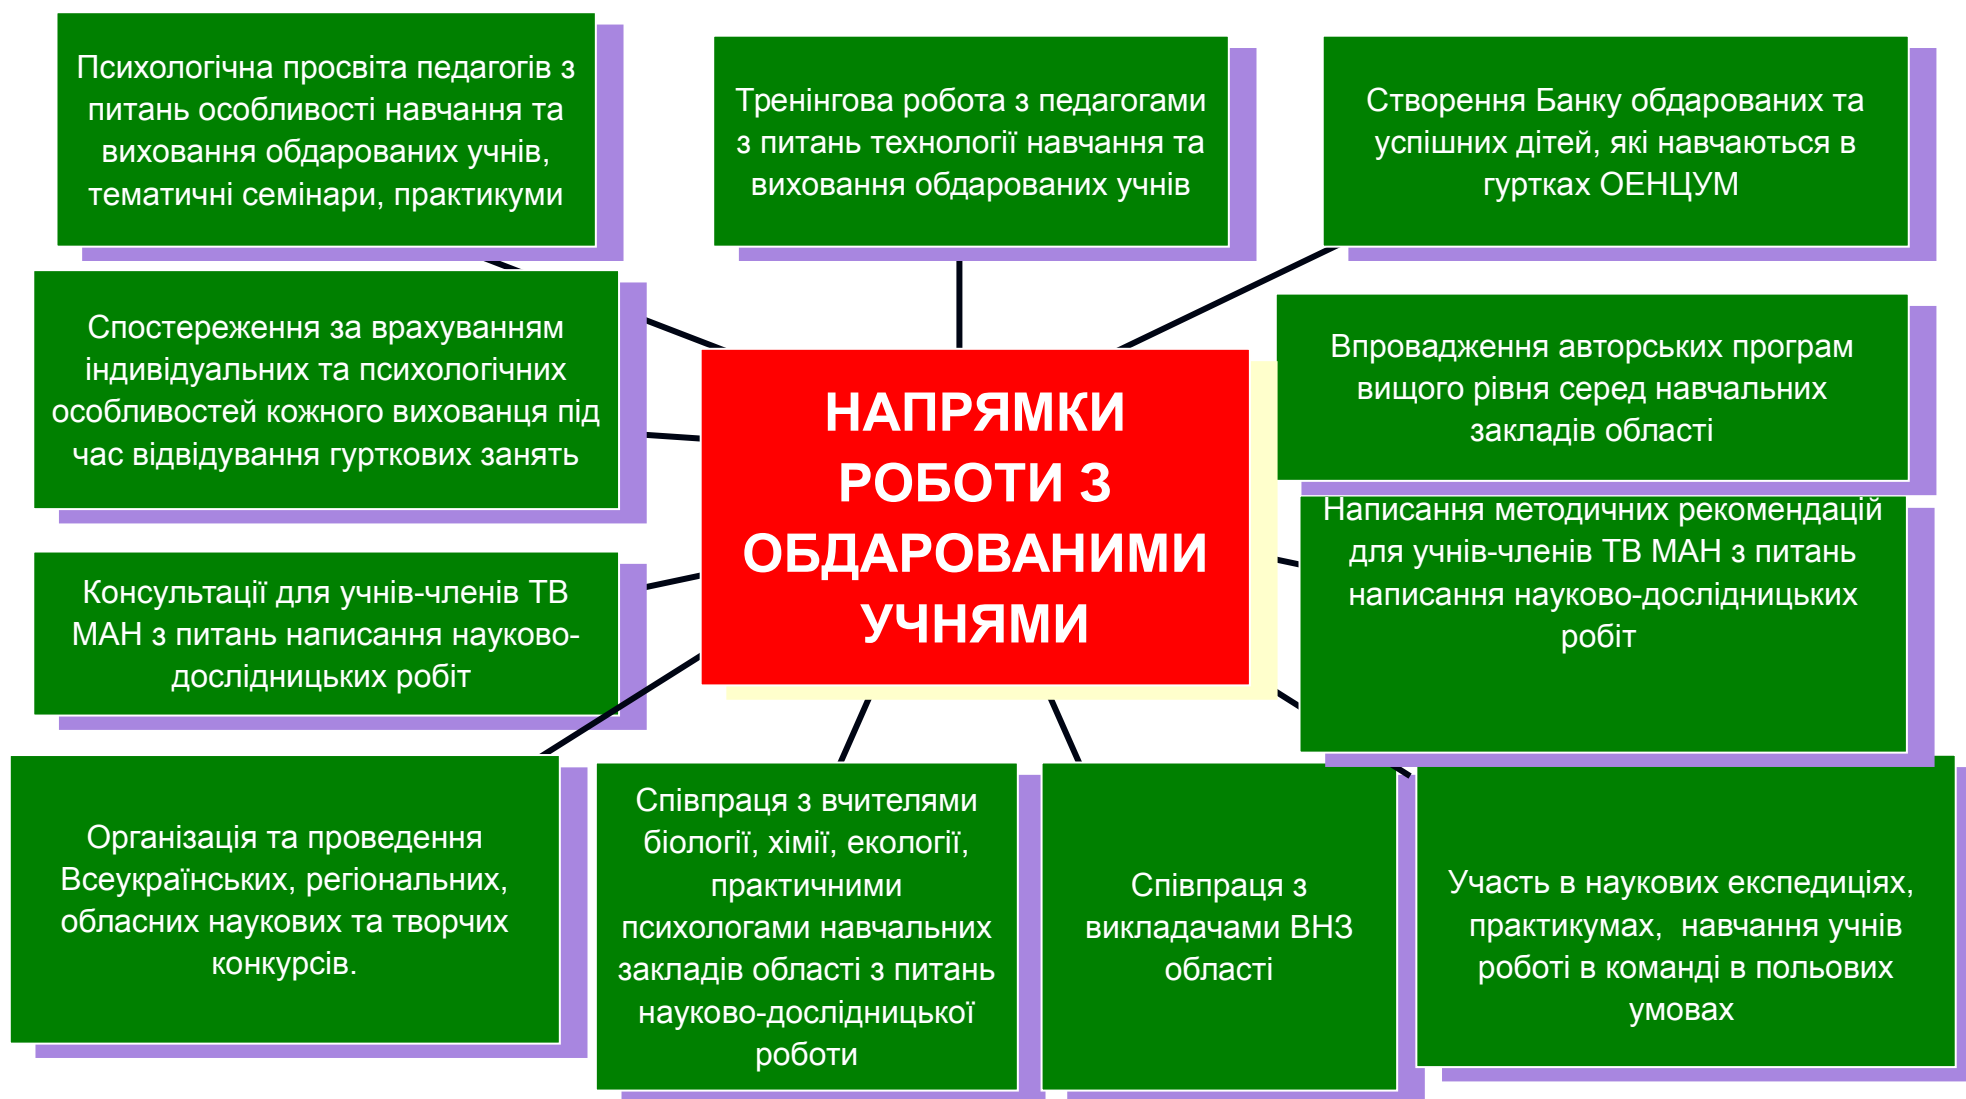 Психологічна просвіта педагогів з
питань особливості навчання та
виховання обдарованих учнів,
тематичні семінари, практикуми
Тренінгова робота з педагогами
з питань технології навчання та
виховання обдарованих учнів
Створення Банку обдарованих та
успішних дітей, які навчаються в
гуртках ОЕНЦУМ
Спостереження за врахуванням
індивідуальних та психологічних
особливостей кожного вихованця під
час відвідування гурткових занять
НАПРЯМКИ
РОБОТИ З
ОБДАРОВАНИМИ
УЧНЯМИ
Впровадження авторських програм
вищого рівня серед навчальних
закладів області
Написання методичних рекомендацій
для учнів-членів ТВ МАН з питань
написання науково-дослідницьких
робіт
Консультації для учнів-членів ТВ
МАН з питань написання науково-
дослідницьких робіт
Організація та проведення
Всеукраїнських, регіональних,
обласних наукових та творчих
конкурсів.
Співпраця з вчителями
біології, хімії, екології,
практичними
психологами навчальних
закладів області з питань
науково-дослідницької
роботи
Співпраця з
викладачами ВНЗ
області
Участь в наукових експедиціях,
практикумах,  навчання учнів
роботі в команді в польових
умовах